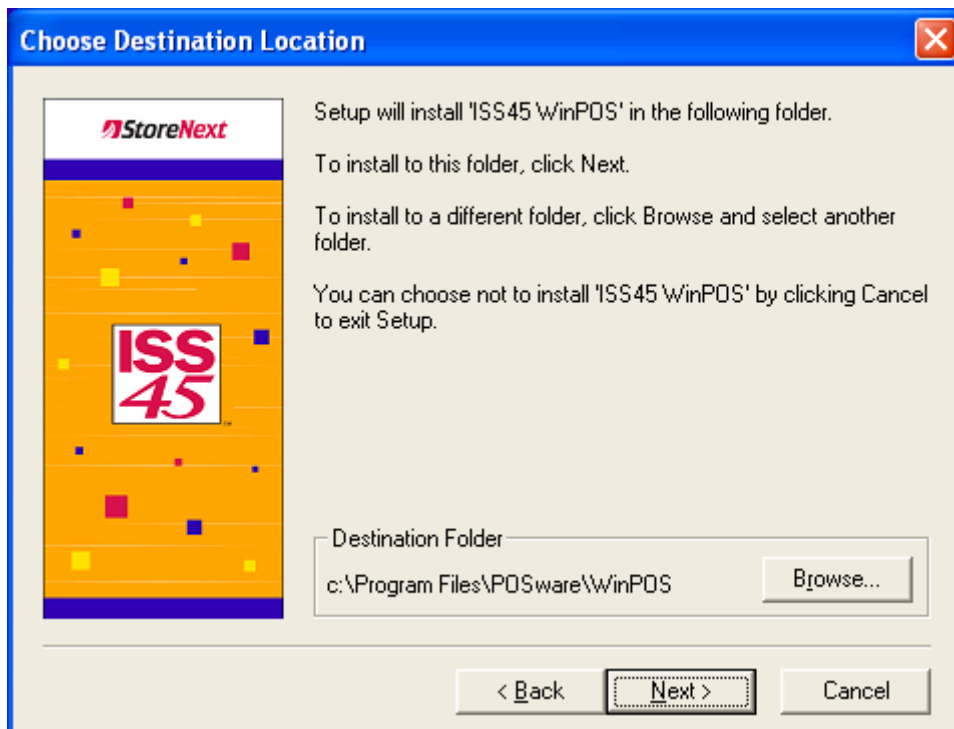 Choose Destination Location
StoreNext
ISS
45
Setup will install 'ISS45 WinPOS' in the following folder.
To install to this folder, click Next.
To install to a different folder, click Browse and select another
folder.
You can choose not to install 'ISS45 WinPOS' by clicking Cancel
to exit Setup.
Destination Folder
c:\Program Files\POSware\WinPOS
Browse...
< Back
Next >
Cancel